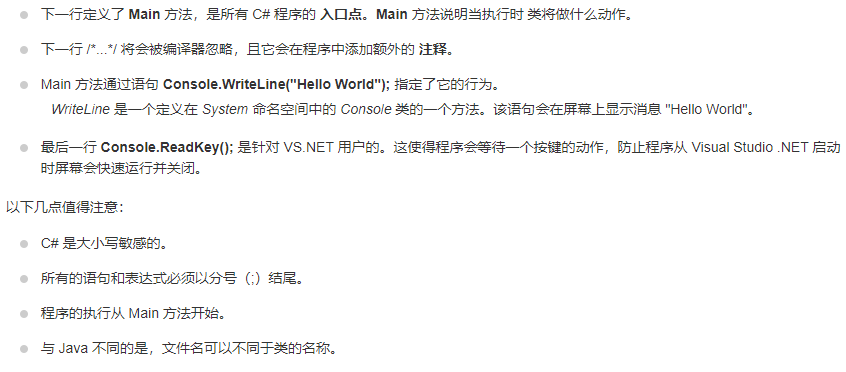 下一行定义了 Main 方法，是所有 C# 程序的 入口点。Main 方法说明当执行时 类将做什么动作。
下一行 /*...*/ 将会被编译器忽略，且它会在程序中添加额外的 注释。
Main 方法通过语句 Console.WriteLine("Hello World"); 指定了它的行为。
WriteLine 是一个定义在 System 命名空间中的 Console 类的一个方法。该语句会在屏幕上显示消息 "Hello World"。
最后一行 Console.ReadKey(); 是针对 VS.NET 用户的。这使得程序会等待一个按键的动作，防止程序从 Visual Studio .NET 启动
时屏幕会快速运行并关闭。
以下几点值得注意：
C# 是大小写敏感的。
所有的语句和表达式必须以分号（;）结尾。
程序的执行从 Main 方法开始。
与 Java 不同的是，文件名可以不同于类的名称。